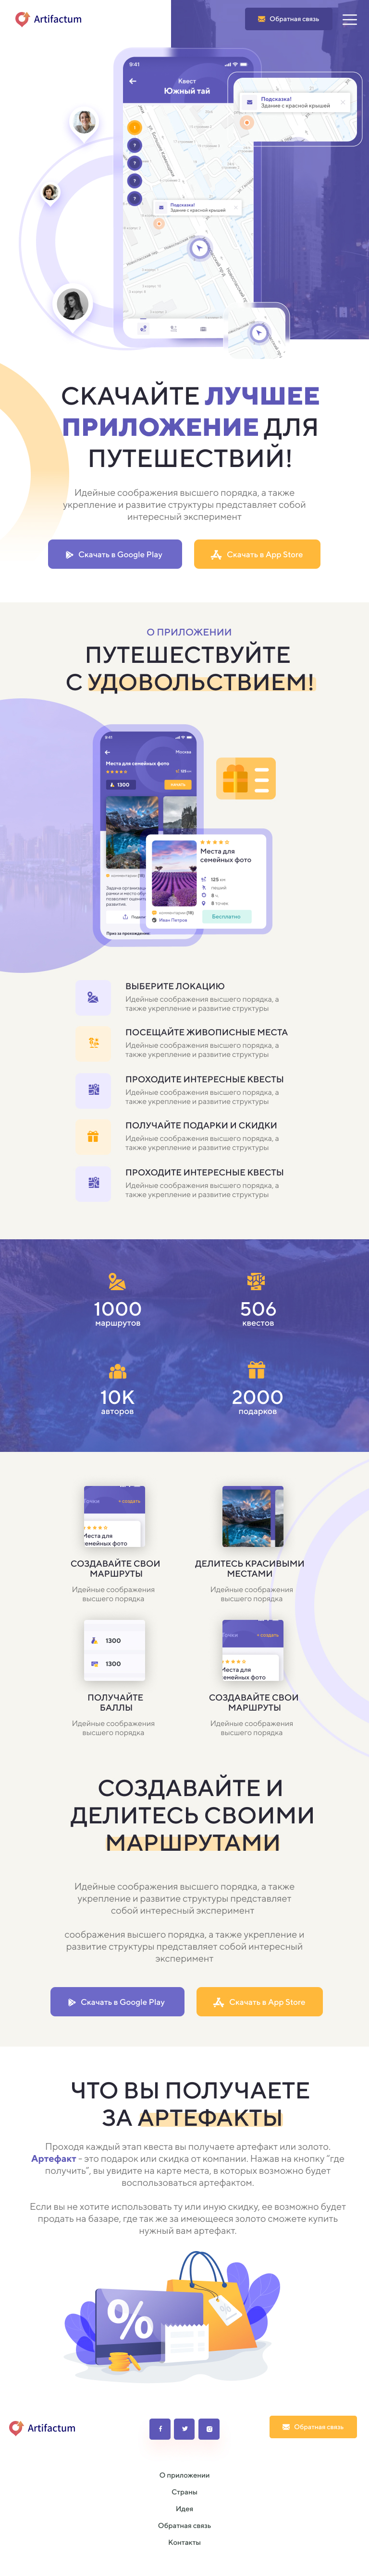 Artifactum
Обратная связь
9:41
Квест
Южный тай
Подсказка!
Здание с красной крышей
Подсказка!
Здание с красной крышей
СКАЧАЙТЕ ЛУЧШЕЕ
ПРИЛОЖЕНИЕ ДЛЯ
ПУТЕШЕСТВИЙ!
Идейные соображения высшего порядка, а также
укрепление и развитие структуры представляет собой
интересный эксперимент
Скачать в Google Play
Скачать в App Store
О ПРИЛОЖЕНИИ
ПУТЕШЕСТВУЙТЕ
С УДОВОЛЬСТВИЕМ!
9:41
Москва
Места для семейных фото
1300
Места для
семейных фото
комментарии (16)
125 км
пеший
8 ч.
8 точек
комментарии (16)
Иван Петров
Бесплатно
Задачи организации
развитие
Приз за прохождение
ВЫБЕРИТЕ ЛОКАЦИЮ
Идейные соображения высшего порядка, а
также укрепление и развитие структуры
ПОСЕЩАЙТЕ ЖИВОПИСНЫЕ МЕСТА
Идейные соображения высшего порядка, а
также укрепление и развитие структуры
ПРОХОДИТЕ ИНТЕРЕСНЫЕ КВЕСТЫ
Идейные соображения высшего порядка, а
также укрепление и развитие структуры
ПОЛУЧАЙТЕ ПОДАРКИ И СКИДКИ
Идейные соображения высшего порядка, а
также укрепление и развитие структуры
ПРОХОДИТЕ ИНТЕРЕСНЫЕ КВЕСТЫ
Идейные соображения высшего порядка, а
также укрепление и развитие структуры
1000
маршрутов
506
квестов
10K
авторов
2000
подарков
+ создать
Места для
семейных фото
СОЗДАВАЙТЕ СВОИ
МАРШРУТЫ
Идейные соображения
высшего порядка
ДЕЛИТЕСЬ КРАСИВЫМИ
МЕСТАМИ
Идейные соображения
высшего порядка
1300
1300
ПОЛУЧАЙТЕ
БАЛЛЫ
Идейные соображения
высшего порядка
+ создать
Места для
семейных фото
СОЗДАВАЙТЕ СВОИ
МАРШРУТЫ
Идейные соображения
высшего порядка
СОЗДАВАЙТЕ И
ДЕЛИТЕСЬ СВОИМИ
МАРШРУТАМИ
Идейные соображения высшего порядка, а также
укрепление и развитие структуры представляет
собой интересный эксперимент
соображения высшего порядка, а также укрепление и
развитие структуры представляет собой интересный
эксперимент
Скачать в Google Play
Скачать в App Store
ЧТО ВЫ ПОЛУЧАЕТЕ
ЗА АРТЕФАКТЫ
Проходя каждый этап квеста вы получаете артефакт или золото.
Артефакт - это подарок или скидка от компании. Нажав на кнопку "где
получить", вы увидите на карте места, в которых возможно будет
воспользоваться артефактом.
Если вы не хотите использовать ту или иную скидку, ее возможно будет
продать на базаре, где так же за имеющееся золото сможете купить
нужный вам артефакт.
%
Artifactum
Обратная связь
О приложении
Страны
Идея
Обратная связь
Контакты